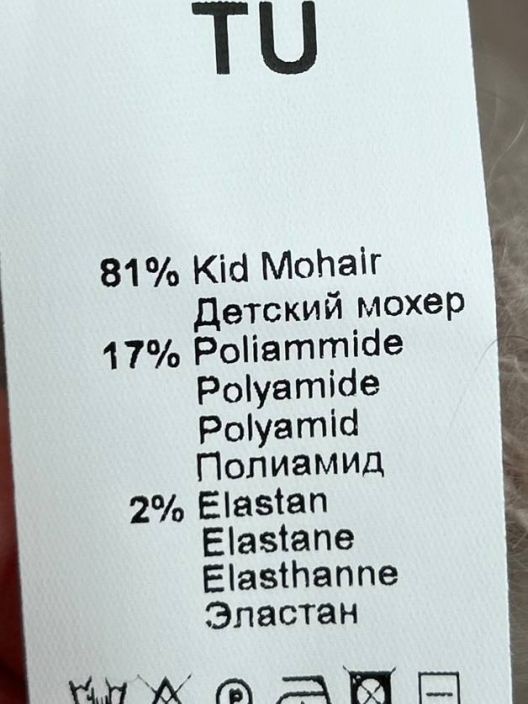 TU
81% Kid Mohair
Детский мохер
17% Poliammide
Polyamide
Polyamid
Полиамид
2% Elastan
Elastane
Elasthanne
Эластан
P